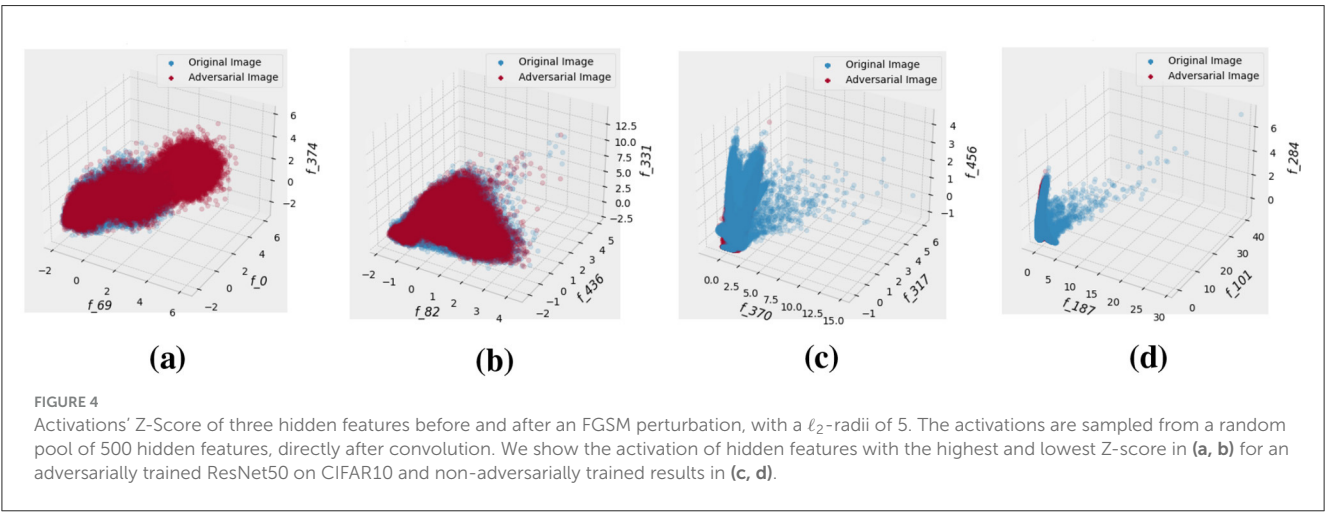 Original Image
Adversarial Image
6
4
2
0
−2
f_374
−2
0
2
4
6
f_69
−2
0
2
4
6
f_0
(a)
Original Image
Adversarial Image
12.5
10.0
7.5
5.0
2.5
0.0
−2.5
f_331
−2
−1
0
1
2
3
4
f_82
−2
−1
0
1
2
3
4
5
f_436
(b)
Original Image
Adversarial Image
4
3
2
1
0
−1
f_456
0.0
2.5
5.0
7.5
10.0
12.5
15.0
f_370
−1
0
1
2
3
4
5
6
f_317
(c)
Original Image
Adversarial Image
6
4
2
0
f_284
0
5
10
15
20
25
30
f_187
0
10
20
30
40
f_101
(d)
FIGURE 4
Activations’ Z-Score of three hidden features before and after an FGSM perturbation, with a ℓ2-radii of 5. The activations are sampled from a random
pool of 500 hidden features, directly after convolution. We show the activation of hidden features with the highest and lowest Z-score in (a, b) for an
adversarially trained ResNet50 on CIFAR10 and non-adversarially trained results in (c, d).